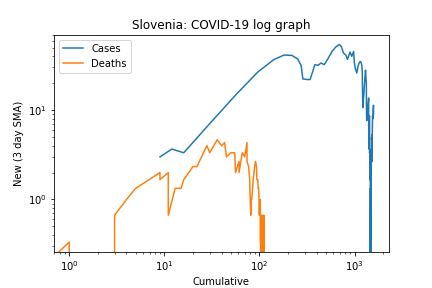 Slovenia: COVID-19 log graph
Cases
Deaths
New (3 day SMA)
10¹
10⁰
10⁰
10¹
10²
10³
Cumulative